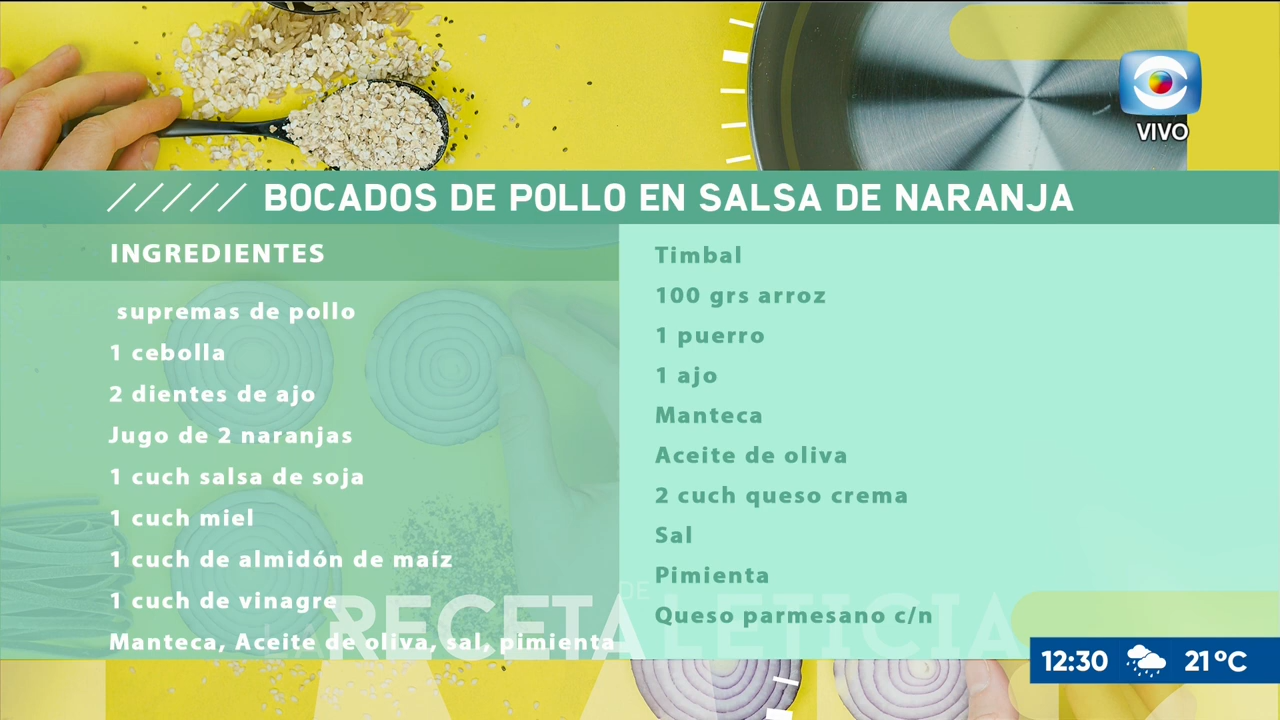 VIVO
BOCADOS DE POLLO EN SALSA DE NARANJA
INGREDIENTES
supremas de pollo
1 cebolla
2 dientes de ajo
Jugo de 2 naranjas
1 cuch salsa de soja
1 cuch miel
1 cuch de almidón de maíz
1 cuch de vinagre
Manteca, Aceite de oliva, sal, pimienta
Timbal
100 grs arroz
1 puerro
1 ajo
Manteca
Aceite de oliva
2 cuch queso crema
Sal
Pimienta
Queso parmesano c/n
LA RECETA DE LETICIA
12:30 21ºC